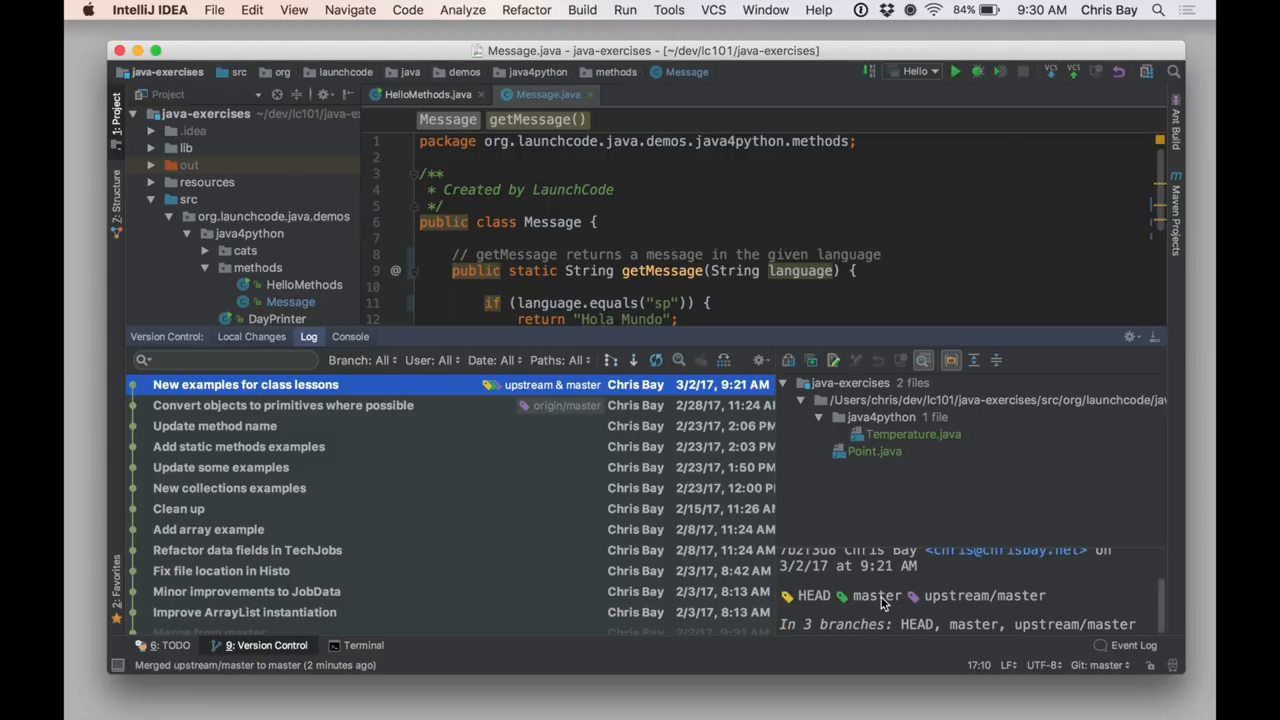 IntelliJ IDEA File Edit View Navigate Code Analyze Refactor Build Run Tools VCS Window Help 84% 9:30 AM Chris Bay
Message.java - java-exercises - [~/dev/lc101/java-exercises]
java-exercises src org launchcode java demos java4python methods Message Hello
1: Project
7: Structure
2: Favorites
Project
java-exercises ~/dev/lc101/java-e
.idea
lib
out
resources
src
org.launchcode.java.demos
java4python
cats
methods
HelloMethods
Message
DayPrinter
HelloMethods.java Message.java
Message getMessage()
1 package org.launchcode.java.demos.java4python.methods;
2
3 /**
4 * Created by LaunchCode
5 */
6 public class Message {
7
8 // getMessage returns a message in the given language
9 @ public static String getMessage(String language) {
10
11 if (language.equals("sp")) {
12 return "Hola Mundo";
Ant Build
Maven Projects
Version Control: Local Changes Log Console
Branch: All User: All Date: All Paths: All
New examples for class lessons upstream & master Chris Bay 3/2/17, 9:21 AM
Convert objects to primitives where possible origin/master Chris Bay 2/28/17, 11:24 AM
Update method name Chris Bay 2/23/17, 2:06 PM
Add static methods examples Chris Bay 2/23/17, 2:03 PM
Update some examples Chris Bay 2/23/17, 1:50 PM
New collections examples Chris Bay 2/23/17, 12:00 PM
Clean up Chris Bay 2/15/17, 11:26 AM
Add array example Chris Bay 2/8/17, 11:24 AM
Refactor data fields in TechJobs Chris Bay 2/8/17, 11:24 AM
Fix file location in Histo Chris Bay 2/3/17, 8:42 AM
Minor improvements to JobData Chris Bay 2/3/17, 8:13 AM
Improve ArrayList instantiation Chris Bay 2/3/17, 8:13 AM
Merge from master Chris Bay 2/2/17, 9:31 AM
java-exercises 2 files
/Users/chris/dev/lc101/java-exercises/src/org/launchcode/jav
java4python 1 file
Temperature.java
Point.java
7b2f3d8 Chris Bay <chris@chrisbay.net> on
3/2/17 at 9:21 AM
HEAD master upstream/master
In 3 branches: HEAD, master, upstream/master
6: TODO 9: Version Control Terminal Event Log
Merged upstream/master to master (2 minutes ago) 17:10 LF UTF-8 Git: master